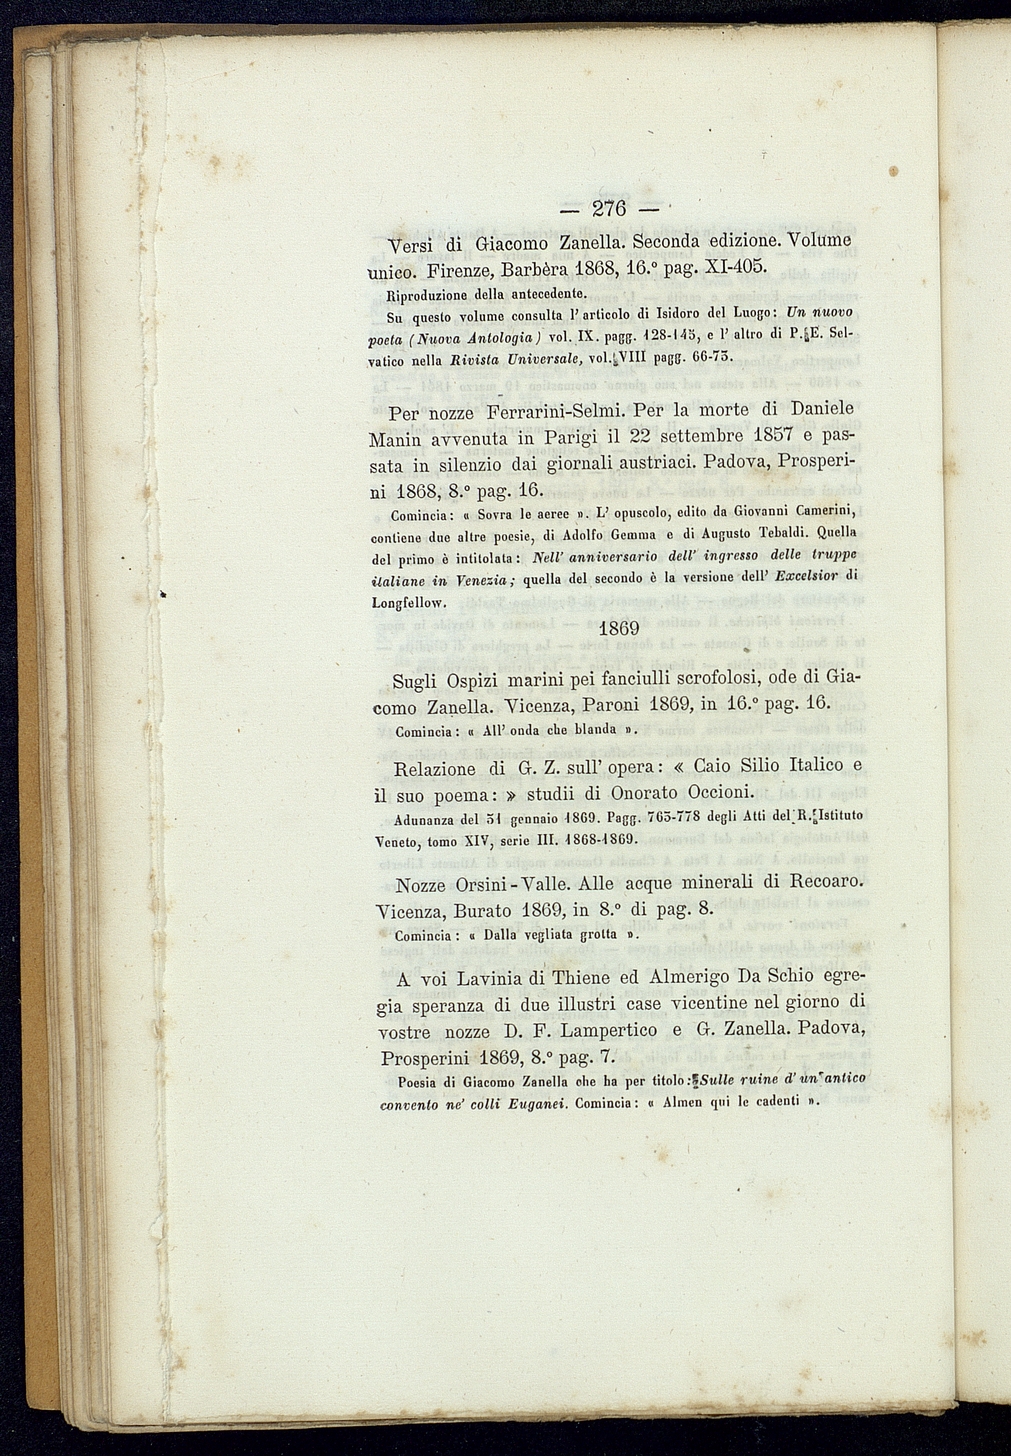 — 276 —
Versi di Giacomo Zanella. Seconda edizione. Volume
unico. Firenze, Barbèra 1868, 16.° pag. XI-405.
Riproduzione della antecedente.
Su questo volume consulta l' articolo di Isidoro del Luogo: Un nuovo
poeta (Nuova Antologia) vol. IX. pagg. 128-145, e l' altro di P. E. Sel-
vatico nella Rivista Universale, vol. VIII pagg. 66-73.
Per nozze Ferrarini-Selmi. Per la morte di Daniele
Manin avvenuta in Parigi il 22 settembre 1857 e pas-
sata in silenzio dai giornali austriaci. Padova, Prosperi-
ni 1868, 8.° pag. 16.
Comincia: « Sovra le aeree ». L' opuscolo, edito da Giovanni Camerini,
contiene due altre poesie, di Adolfo Gemma e di Augusto Tebaldi. Quella
del primo è intitolata: Nell' anniversario dell' ingresso delle truppe
italiane in Venezia; quella del secondo è la versione dell' Excelsior di
Longfellow.
1869
Sugli Ospizi marini pei fanciulli scrofolosi, ode di Gia-
como Zanella. Vicenza, Paroni 1869, in 16.° pag. 16.
Comincia: « All' onda che blanda ».
Relazione di G. Z. sull' opera: « Caio Silio Italico e
il suo poema: » studii di Onorato Occioni.
Adunanza del 31 gennaio 1869. Pagg. 763-778 degli Atti del R. Istituto
Veneto, tomo XIV, serie III. 1868-1869.
Nozze Orsini-Valle. Alle acque minerali di Recoaro.
Vicenza, Burato 1869, in 8.° di pag. 8.
Comincia: « Dalla vegliata grotta ».
A voi Lavinia di Thiene ed Almerigo Da Schio egre-
gia speranza di due illustri case vicentine nel giorno di
vostre nozze D. F. Lampertico e G. Zanella. Padova,
Prosperini 1869, 8.° pag. 7.
Poesia di Giacomo Zanella che ha per titolo: Sulle ruine d' un' antico
convento ne' colli Euganei. Comincia: « Almen qui le cadenti ».